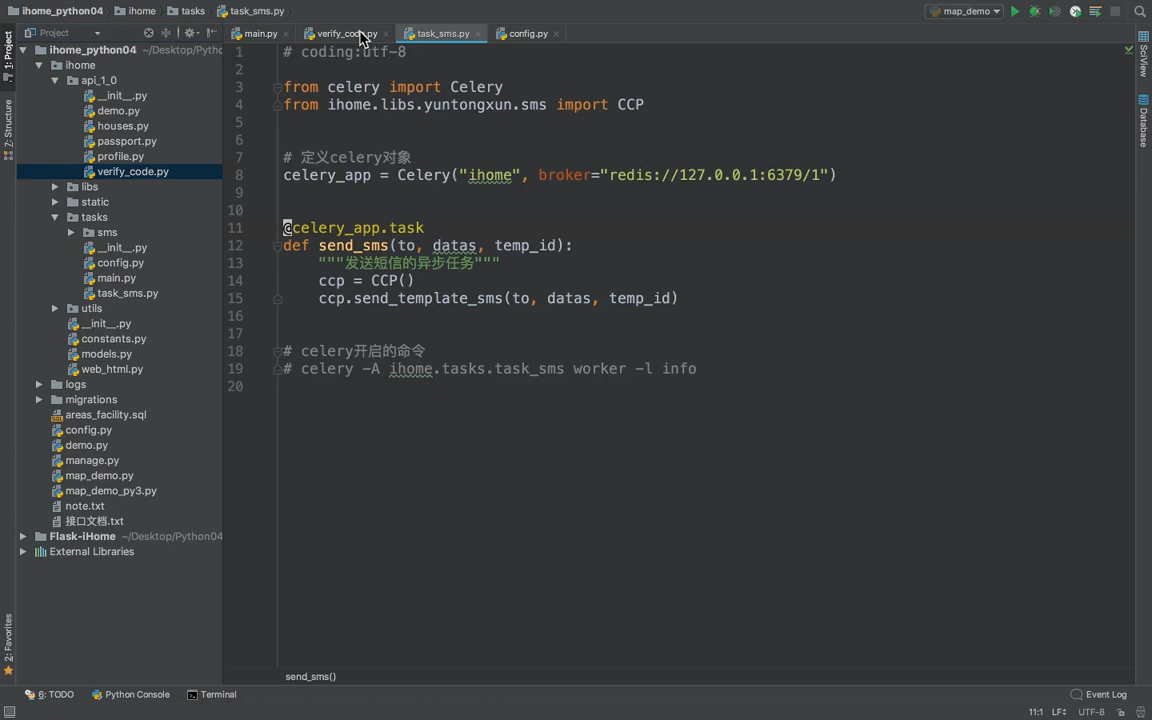 ihome_python04 ihome tasks task_sms.py map_demo
Project main.py verify_code.py task_sms.py config.py
1: Project
7: Structure
2: Favorites
SciView
Database
ihome_python04 ~/Desktop/Pytho
ihome
api_1_0
__init__.py
demo.py
houses.py
passport.py
profile.py
verify_code.py
libs
static
tasks
sms
__init__.py
config.py
main.py
task_sms.py
utils
__init__.py
constants.py
models.py
web_html.py
logs
migrations
areas_facility.sql
config.py
demo.py
manage.py
map_demo.py
map_demo_py3.py
note.txt
接口文档.txt
Flask-iHome ~/Desktop/Python04
External Libraries
1 # coding:utf-8
2
3 from celery import Celery
4 from ihome.libs.yuntongxun.sms import CCP
5
6
7 # 定义celery对象
8 celery_app = Celery("ihome", broker="redis://127.0.0.1:6379/1")
9
10
11 @celery_app.task
12 def send_sms(to, datas, temp_id):
13 """发送短信的异步任务"""
14 ccp = CCP()
15 ccp.send_template_sms(to, datas, temp_id)
16
17
18 # celery开启的命令
19 # celery -A ihome.tasks.task_sms worker -l info
20
send_sms()
6: TODO Python Console Terminal Event Log
11:1 LF UTF-8